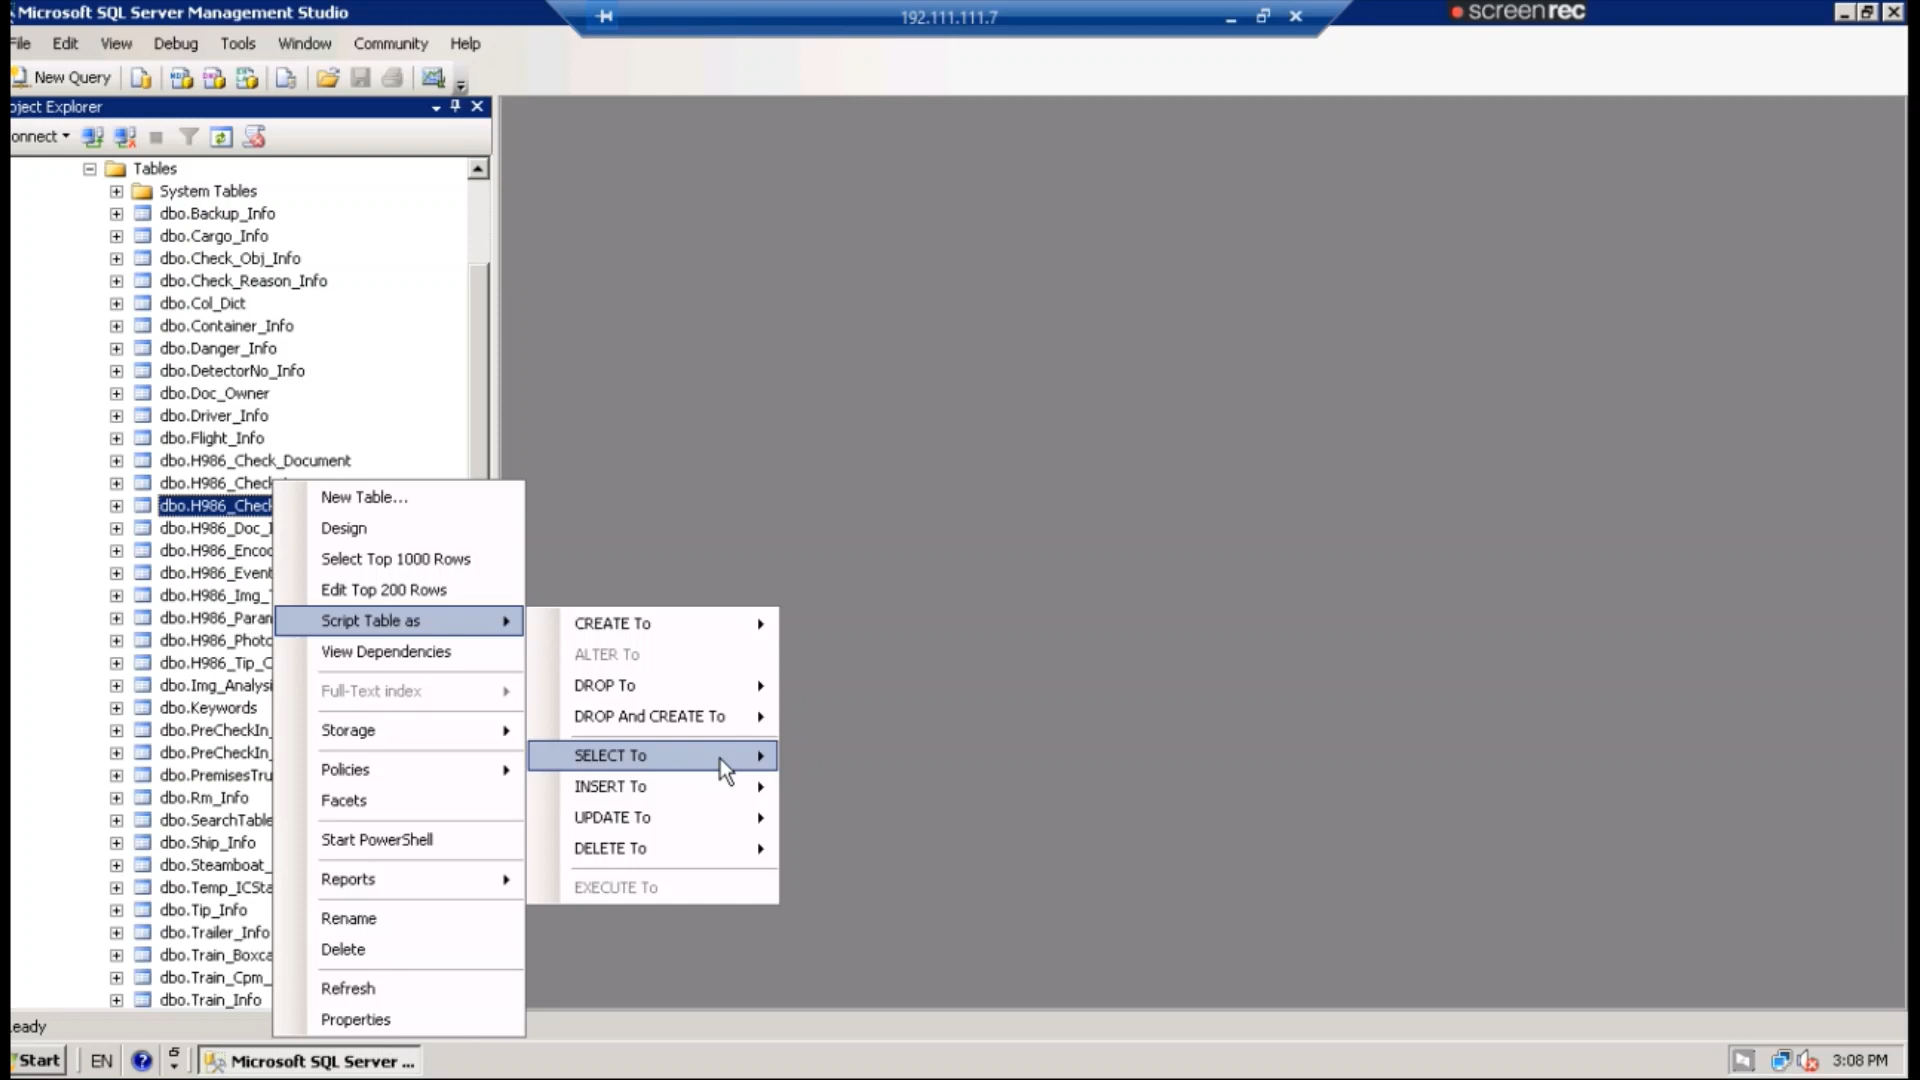 Microsoft SQL Server Management Studio
192.111.111.7
screenrec
File Edit View Debug Tools Window Community Help
New Query
Object Explorer
Connect
Tables
System Tables
dbo.Backup_Info
dbo.Cargo_Info
dbo.Check_Obj_Info
dbo.Check_Reason_Info
dbo.Col_Dict
dbo.Container_Info
dbo.Danger_Info
dbo.DetectorNo_Info
dbo.Doc_Owner
dbo.Driver_Info
dbo.Flight_Info
dbo.H986_Check_Document
dbo.H986_Check
dbo.H986_Check
dbo.H986_Doc_
dbo.H986_Encod
dbo.H986_Event
dbo.H986_Img_
dbo.H986_Param
dbo.H986_Photo
dbo.H986_Tip_C
dbo.Img_Analysi
dbo.Keywords
dbo.PreCheckIn_
dbo.PreCheckIn_
dbo.PremisesTru
dbo.Rm_Info
dbo.SearchTable
dbo.Ship_Info
dbo.Steamboat_
dbo.Temp_ICSta
dbo.Tip_Info
dbo.Trailer_Info
dbo.Train_Boxca
dbo.Train_Cpm_
dbo.Train_Info
New Table...
Design
Select Top 1000 Rows
Edit Top 200 Rows
Script Table as
View Dependencies
Full-Text index
Storage
Policies
Facets
Start PowerShell
Reports
Rename
Delete
Refresh
Properties
CREATE To
ALTER To
DROP To
DROP And CREATE To
SELECT To
INSERT To
UPDATE To
DELETE To
EXECUTE To
eady
Start
EN
Microsoft SQL Server ...
3:08 PM